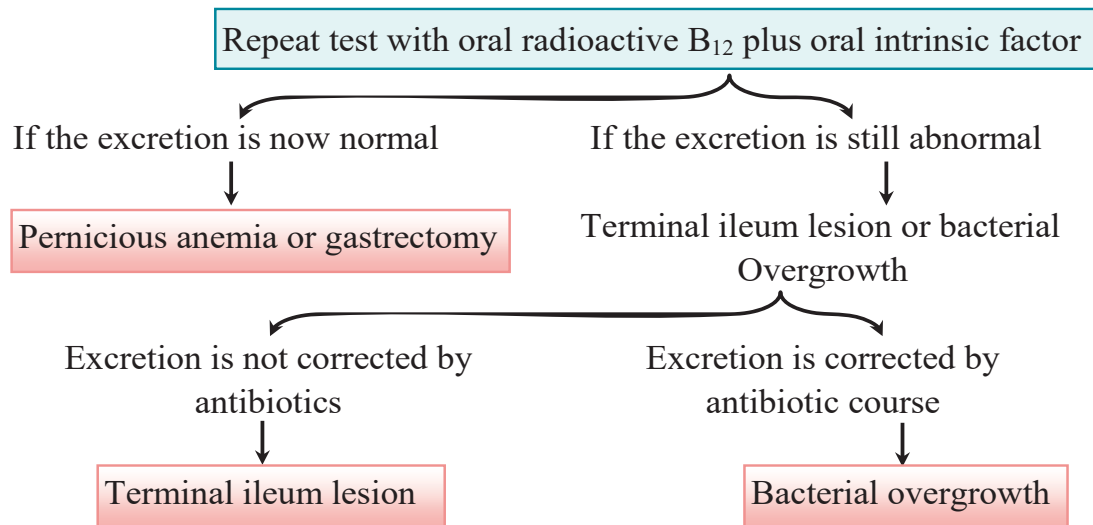 Repeat test with oral radioactive B₁₂ plus oral intrinsic factor
If the excretion is now normal
If the excretion is still abnormal
Pernicious anemia or gastrectomy
Terminal ileum lesion or bacterial
Overgrowth
Excretion is not corrected by
antibiotics
Excretion is corrected by
antibiotic course
Terminal ileum lesion
Bacterial overgrowth